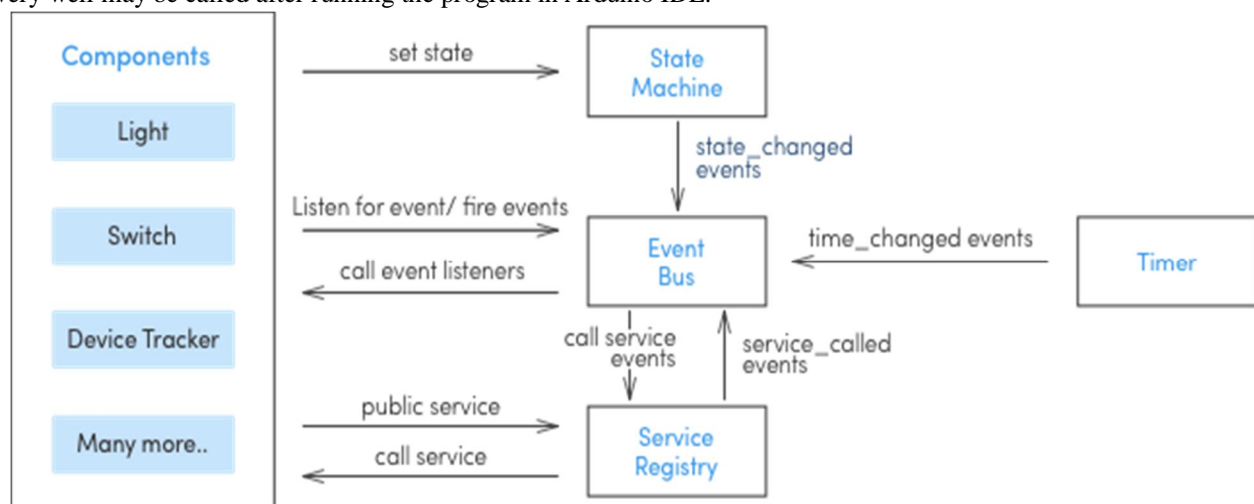 very well may be called after running the program in Arduino IDE.
Components
Light
Switch
Device Tracker
Many more..
set state
State
Machine
state_changed
events
Listen for event/ fire events
call event listeners
Event
Bus
time_changed events
Timer
call service
events
service_called
events
public service
call service
Service
Registry